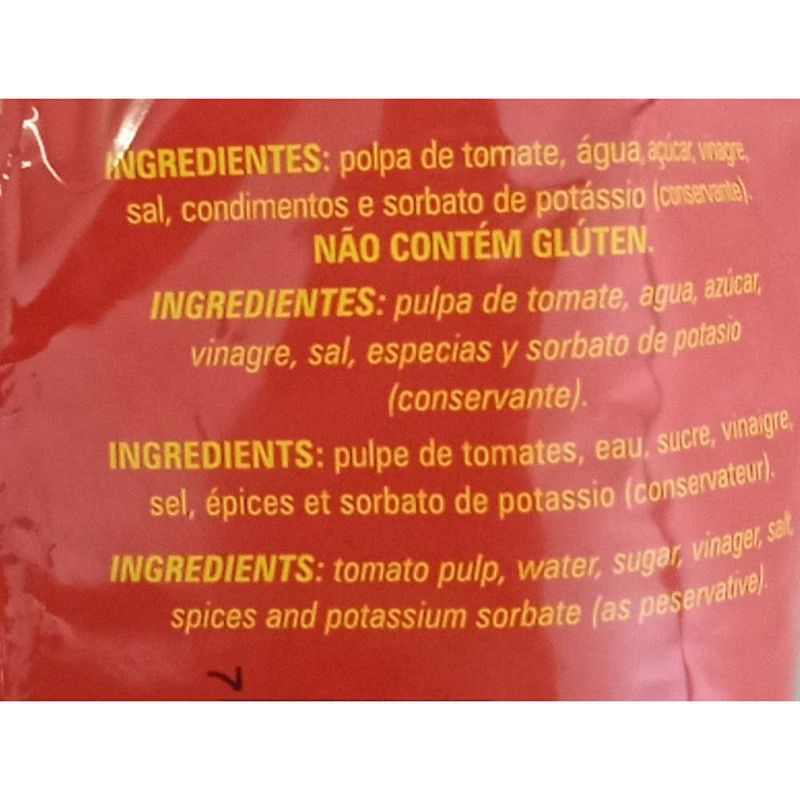 INGREDIENTES: polpa de tomate, água, açúcar, vinagre,
sal, condimentos e sorbato de potássio (conservante).
NÃO CONTÉM GLÚTEN.
INGREDIENTES: pulpa de tomate, agua, azúcar,
vinagre, sal, especias y sorbato de potasio
(conservante).
INGREDIENTS: pulpe de tomates, eau, sucre, vinaigre,
sel, épices et sorbato de potassio (conservateur).
INGREDIENTS: tomato pulp, water, sugar, vinager, salt,
spices and potassium sorbate (as peservative).
7